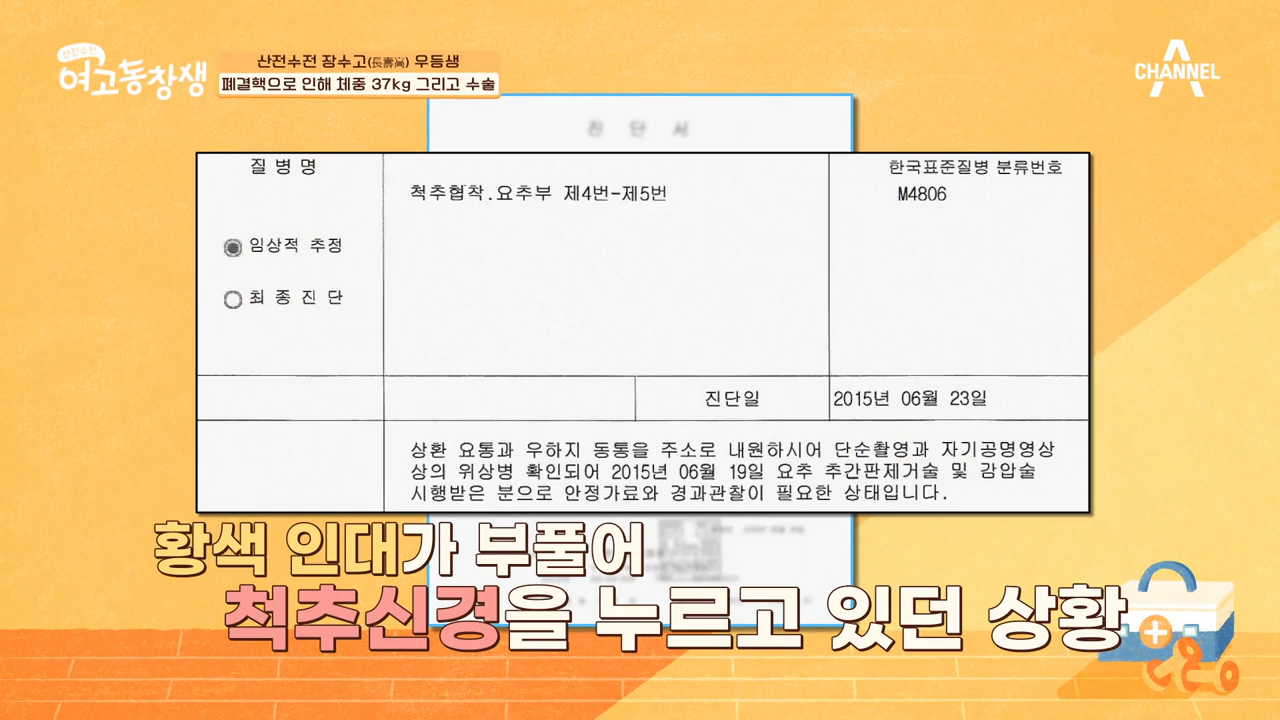 산전수전
여고동창생
산전수전 장수고(長壽高) 우등생
폐결핵으로 인해 체중 37kg 그리고 수술
CHANNEL A
진 단 서
질 병 명
척추협착.요추부 제4번-제5번
한국표준질병 분류번호
M4806
임상적 추정
최 종 진 단
진단일
2015년 06월 23일
상환 요통과 우하지 동통을 주소로 내원하시어 단순촬영과 자기공명영상
상의 위상병 확인되어 2015년 06월 19일 요추 추간판제거술 및 감압술
시행받은 분으로 안정가료와 경과관찰이 필요한 상태입니다.
황색 인대가 부풀어
척추신경을 누르고 있던 상황